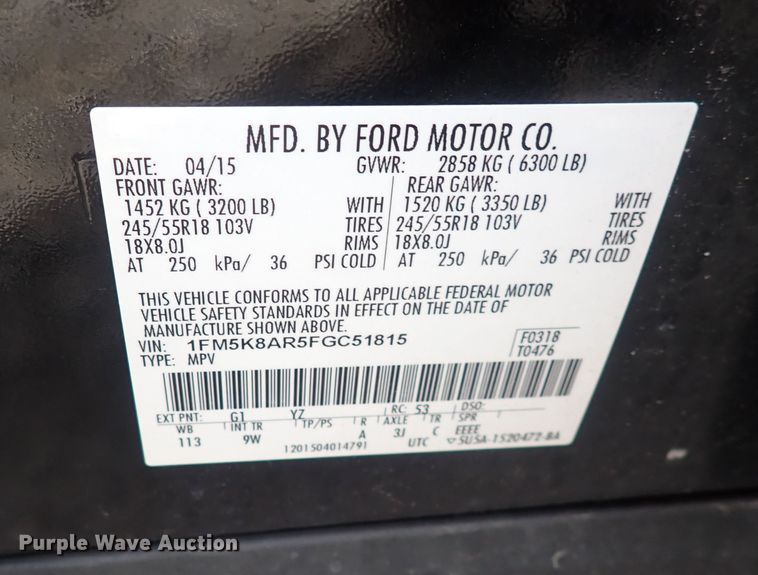 MFD. BY FORD MOTOR CO.
DATE: 04/15 GVWR: 2858 KG ( 6300 LB)
FRONT GAWR: REAR GAWR:
1452 KG ( 3200 LB) WITH 1520 KG ( 3350 LB) WITH
245/55R18 103V TIRES 245/55R18 103V TIRES
18X8.0J RIMS 18X8.0J RIMS
AT 250 kPa/ 36 PSI COLD AT 250 kPa/ 36 PSI COLD
THIS VEHICLE CONFORMS TO ALL APPLICABLE FEDERAL MOTOR
VEHICLE SAFETY STANDARDS IN EFFECT ON THE DATE OF
MANUFACTURE SHOWN ABOVE.
VIN: 1FM5K8AR5FGC51815 F0318
TYPE: MPV T0476
EXT PNT: G1 YZ RC: 53 DSO:
WB INT TR TP/PS R AXLE TR SPR
113 9W A 3J C EEEE
1201504014791 UTC ▽SU5A-1520472-BA
Purple Wave Auction